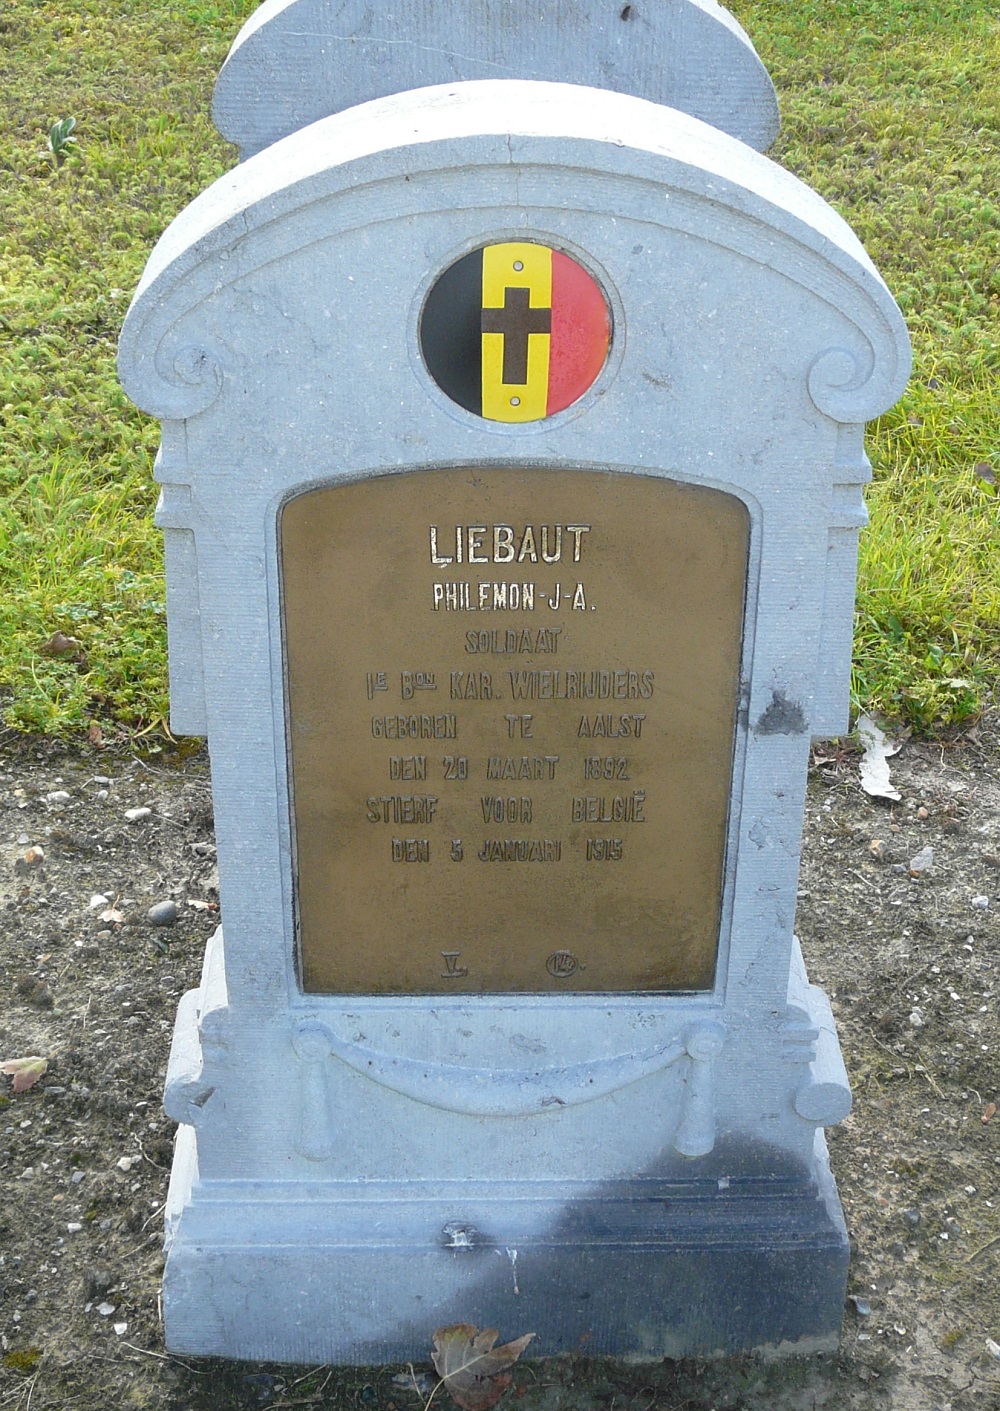 LIEBAUT
PHILEMON-J-A.
SOLDAAT
1E BON KAR. WIELRIJDERS
GEBOREN TE AALST
DEN 20 MAART 1892
STIERF VOOR BELGIË
DEN 5 JANUARI 1915
V. 14.